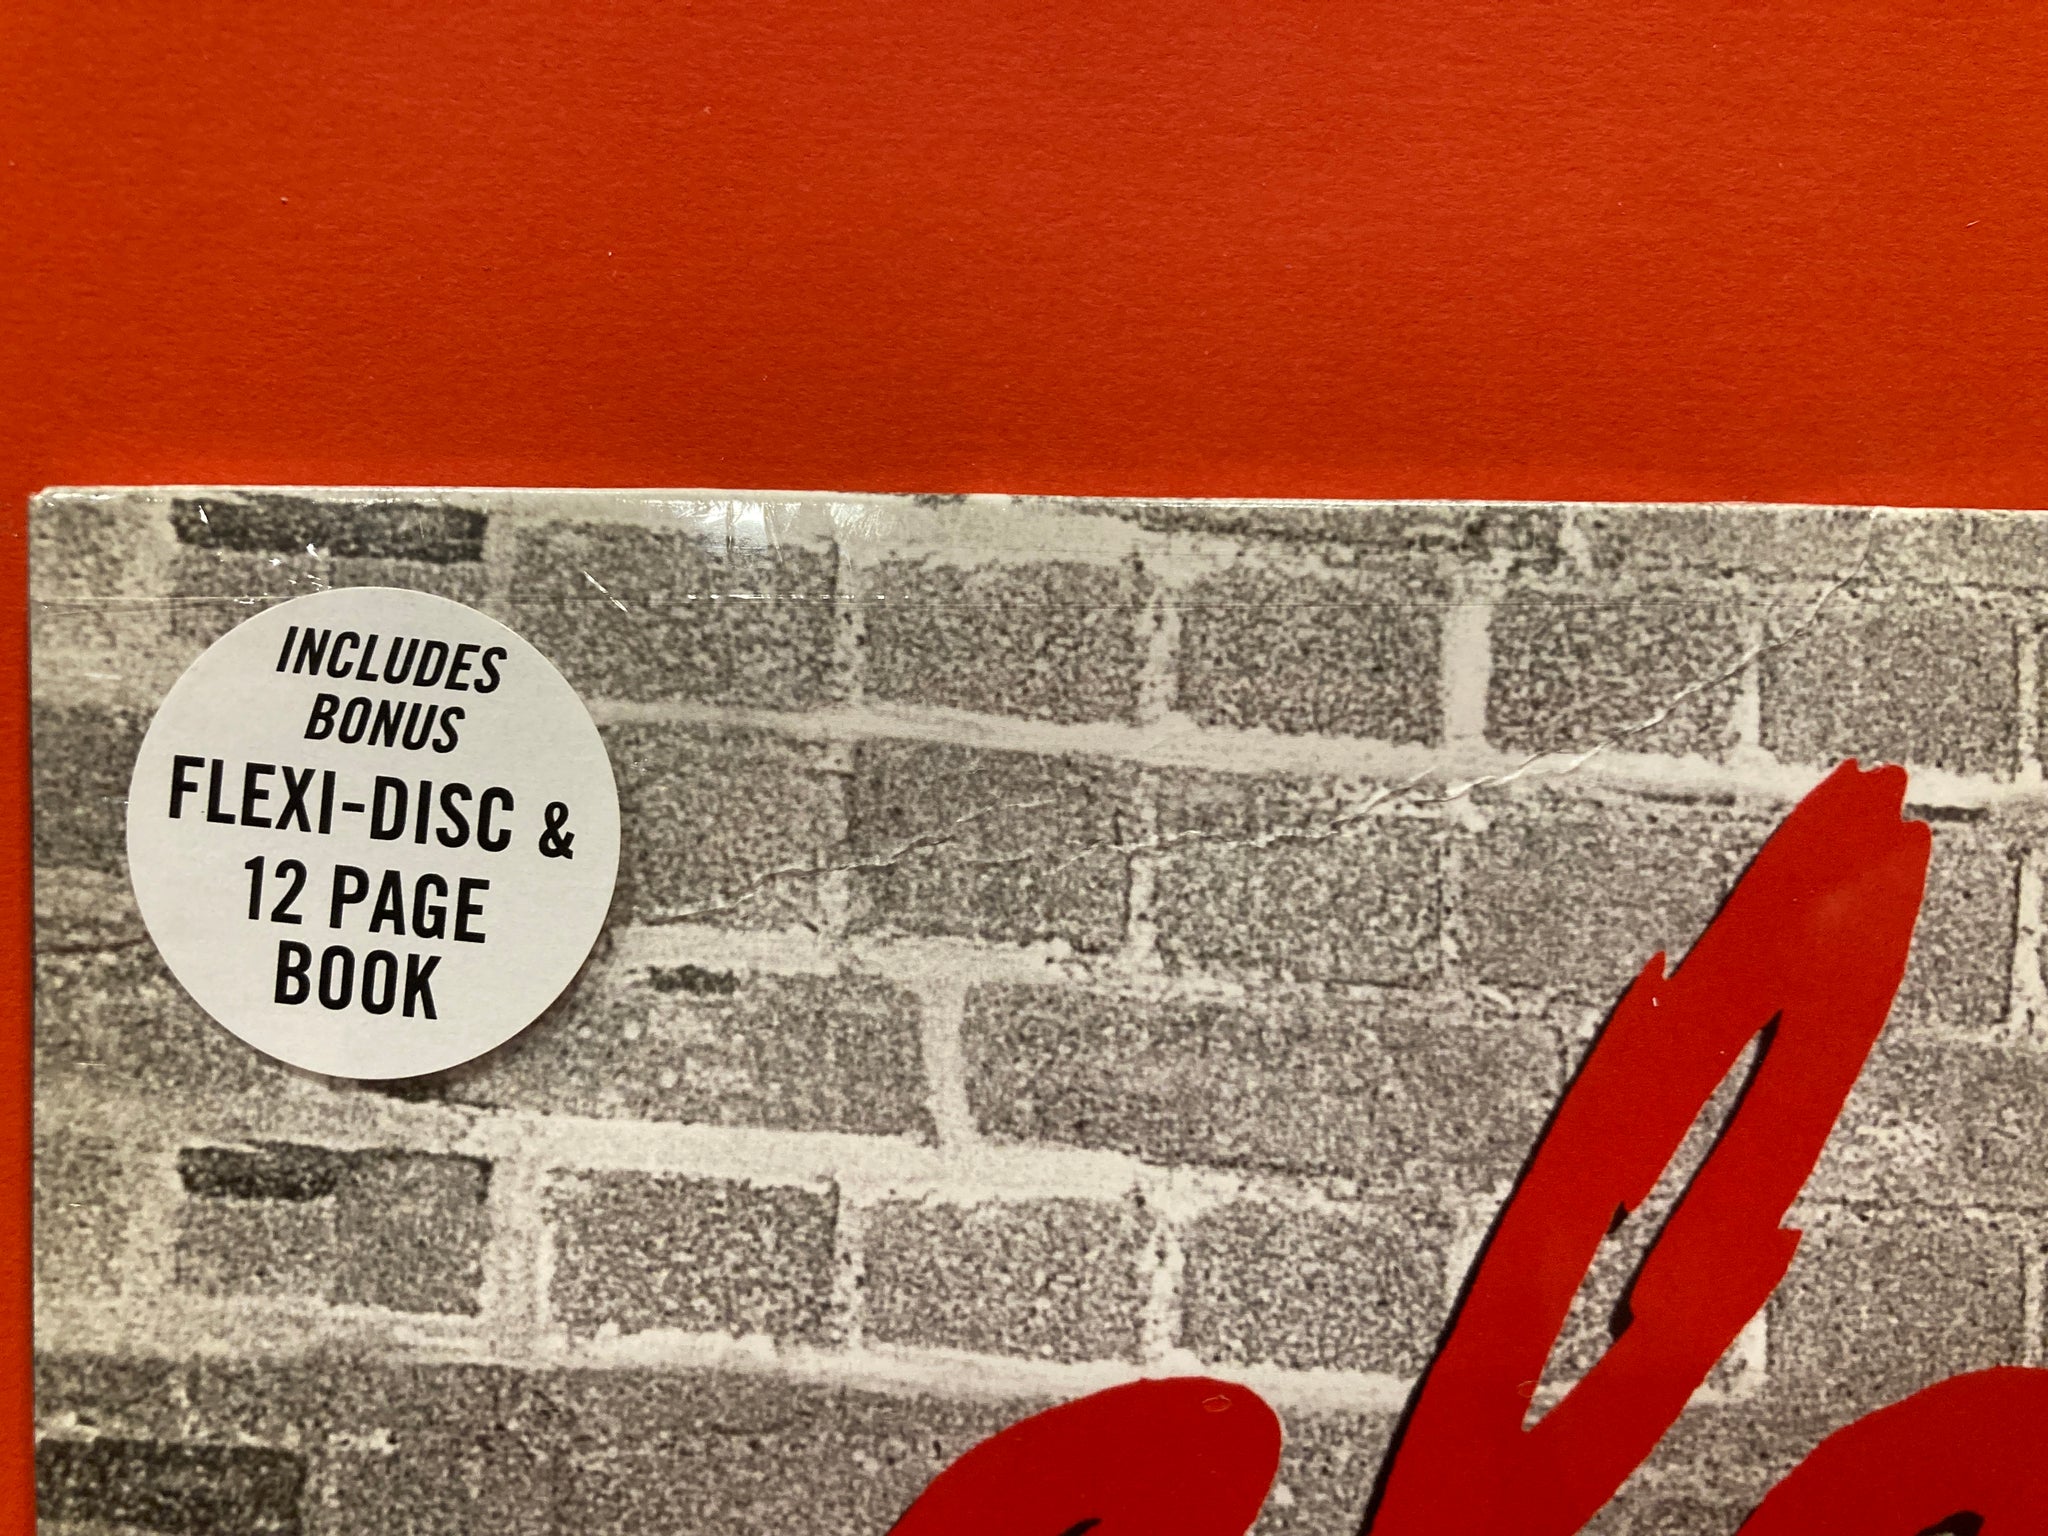 INCLUDES
BONUS
FLEXI-DISC &
12 PAGE
BOOK